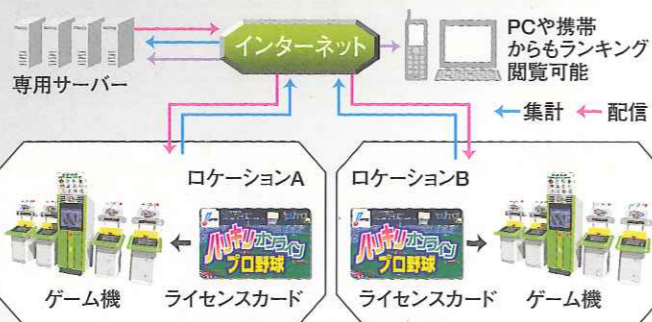 インターネット
PCや携帯
からもランキング
閲覧可能
専用サーバー
←集計 ←配信
ロケーションA
ハッキリオンライン
プロ野球
ゲーム機
ライセンスカード
ロケーションB
ハッキリオンライン
プロ野球
ライセンスカード
ゲーム機